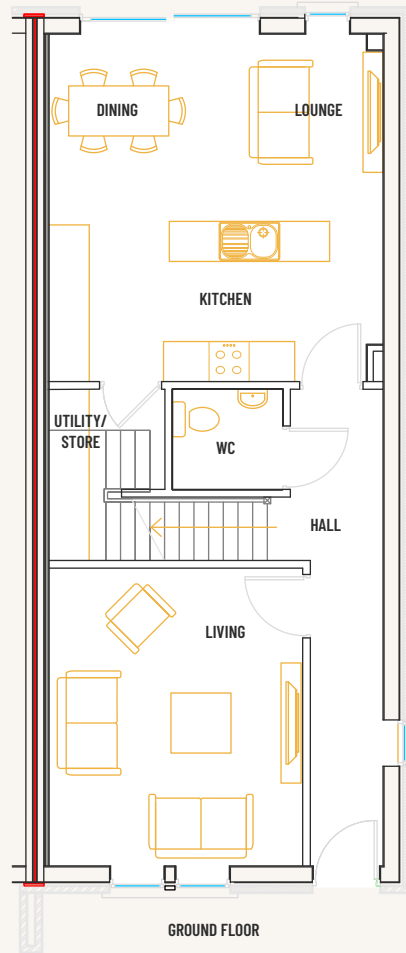 DINING
LOUNGE
KITCHEN
UTILITY/
STORE
WC
HALL
LIVING
GROUND FLOOR